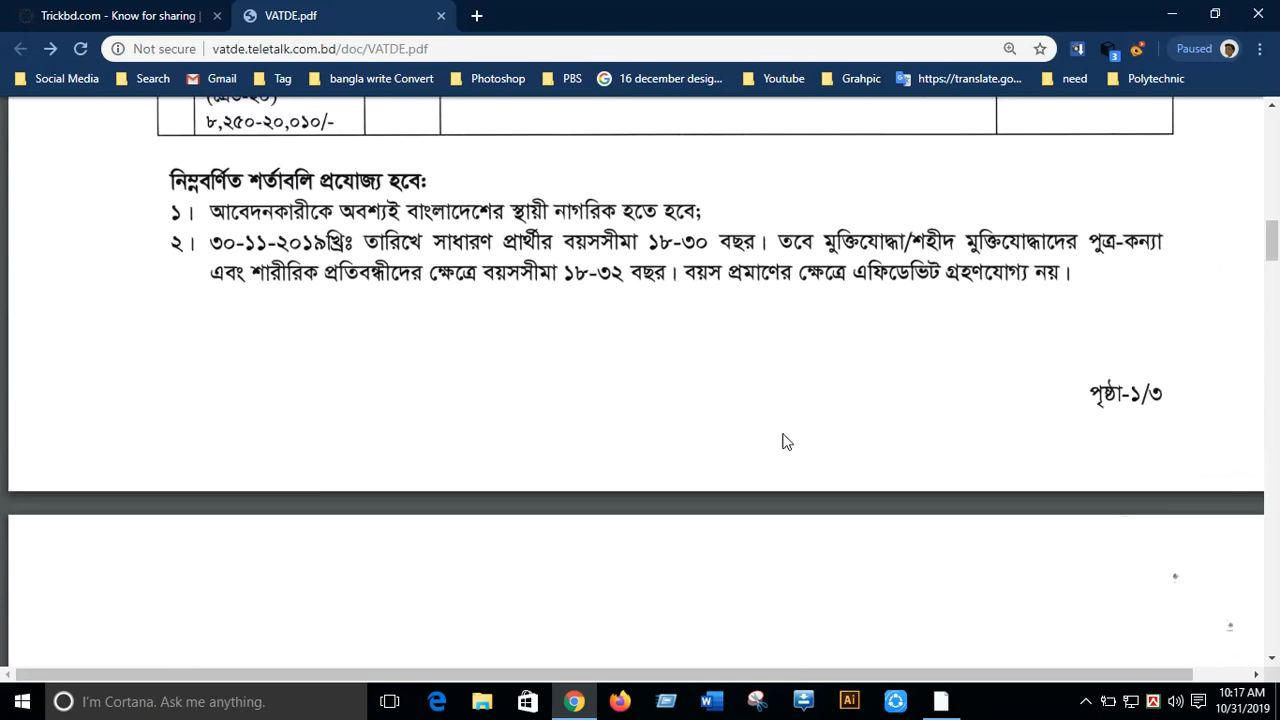 Trickbd.com - Know for sharing
VATDE.pdf
Not secure
vatde.teletalk.com.bd/doc/VATDE.pdf
3
Paused
Social Media
Search
Gmail
Tag
bangla write Convert
Photoshop
PBS
16 december desig...
Youtube
Grahpic
https://translate.go...
need
Polytechnic
(গ্রেড-২০)
৮,২৫০-২০,০১০/-
নিম্নবর্ণিত শর্তাবলি প্রযোজ্য হবে:
১। আবেদনকারীকে অবশ্যই বাংলাদেশের স্থায়ী নাগরিক হতে হবে;
২। ৩০-১১-২০১৯খ্রিঃ তারিখে সাধারণ প্রার্থীর বয়সসীমা ১৮-৩০ বছর। তবে মুক্তিযোদ্ধা/শহীদ মুক্তিযোদ্ধাদের পুত্র-কন্যা
এবং শারীরিক প্রতিবন্ধীদের ক্ষেত্রে বয়সসীমা ১৮-৩২ বছর। বয়স প্রমাণের ক্ষেত্রে এফিডেভিট গ্রহণযোগ্য নয়।
পৃষ্ঠা-১/৩
I'm Cortana. Ask me anything.
10:17 AM
10/31/2019